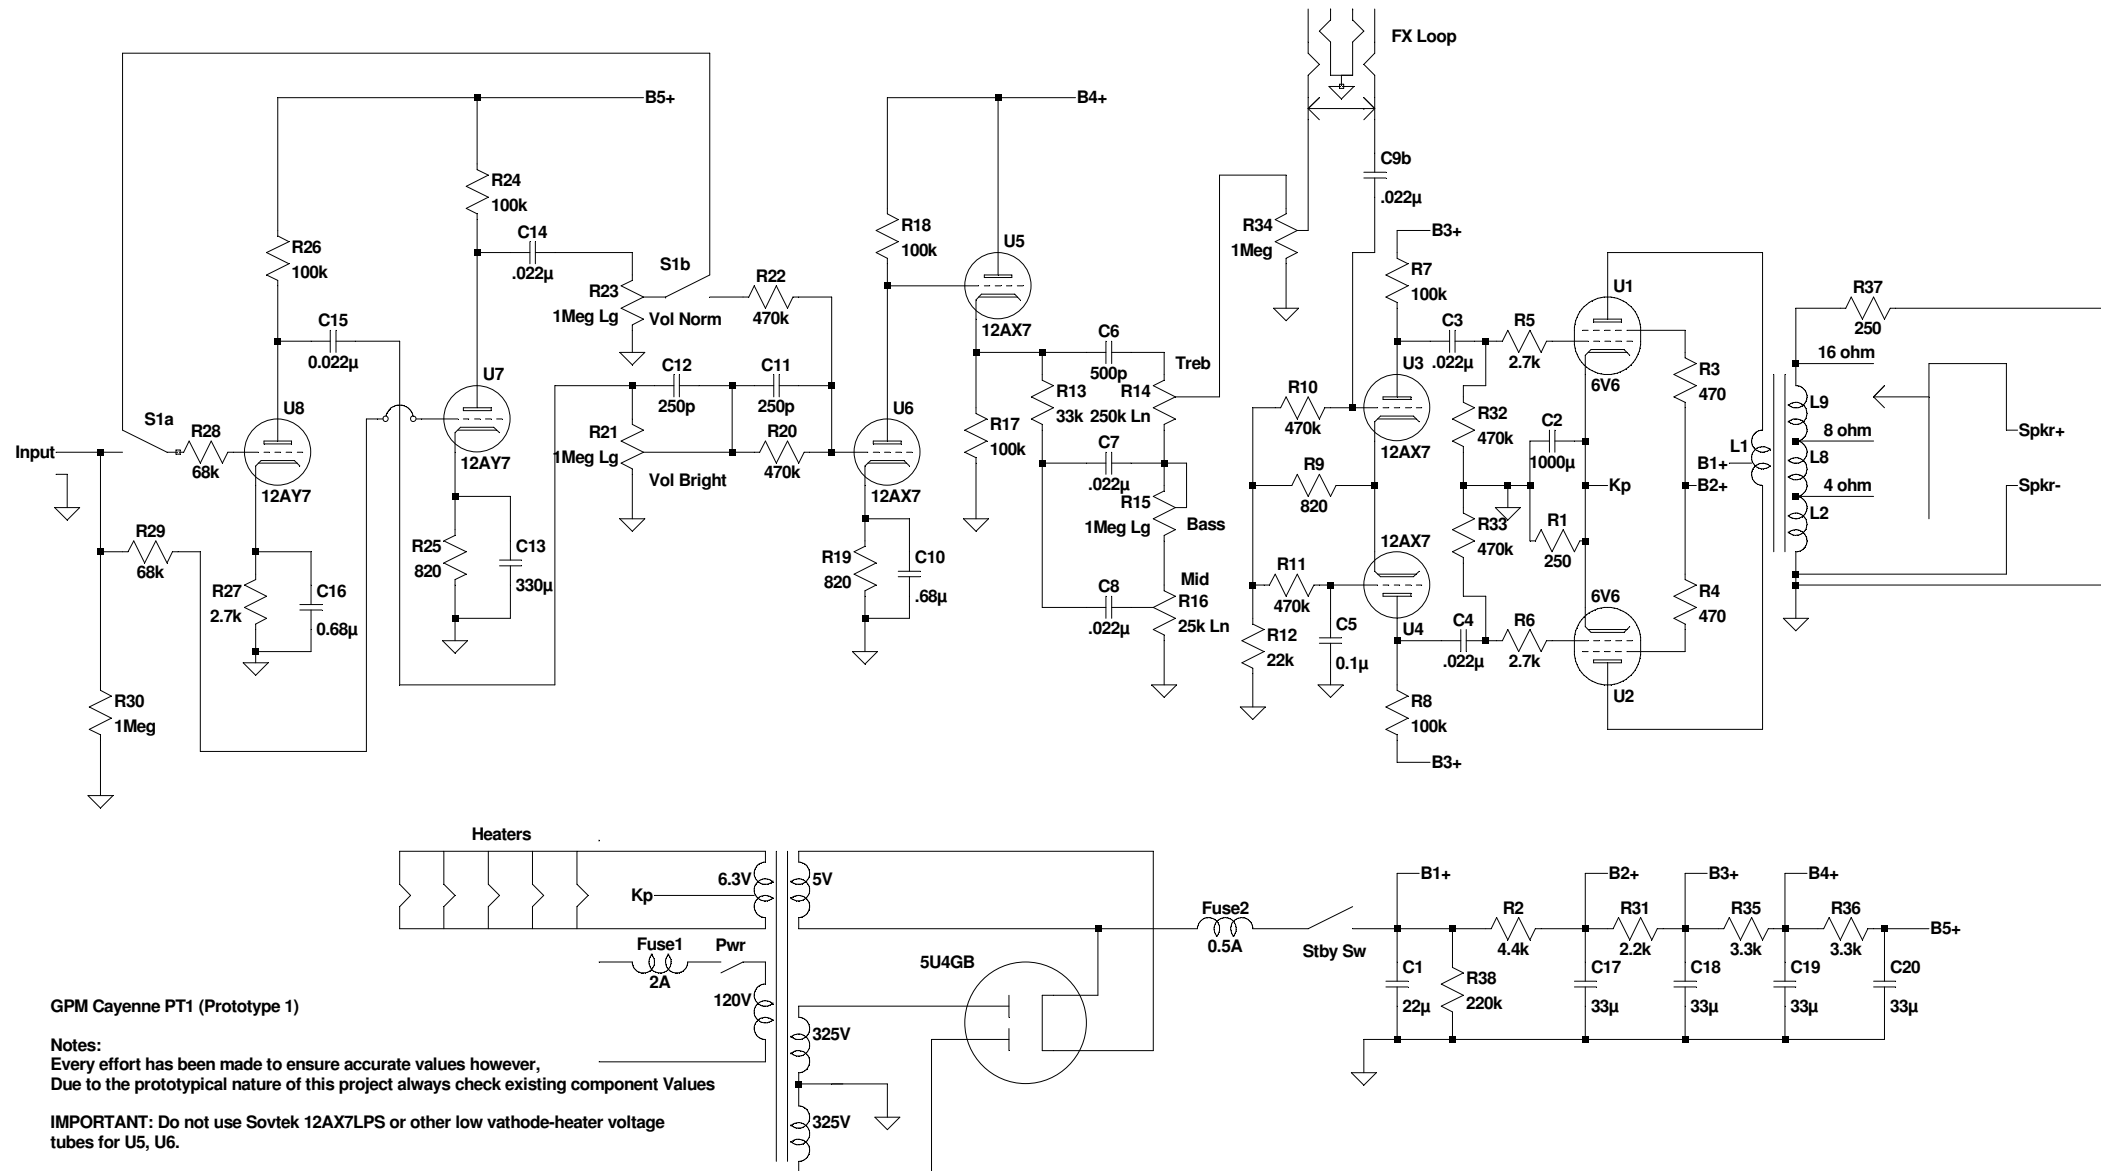 FX Loop
B5+
B4+
C9b
.022µ
R24
100k
R26
100k
C14
.022µ
R18
100k
U5
12AX7
R34
1Meg
B3+
R7
100k
S1b
R23
1Meg Lg
Vol Norm
R22
470k
C15
0.022µ
U1
6V6
R37
250
C3
.022µ
R5
2.7k
C6
500p
Treb
16 ohm
C12
250p
C11
250p
U7
12AY7
R13
33k
R14
250k Ln
R10
470k
U3
12AX7
R3
470
S1a
U8
12AY7
R28
68k
Input
R21
1Meg Lg
Vol Bright
R20
470k
U6
12AX7
R17
100k
C7
.022µ
R32
470k
C2
1000µ
L9
8 ohm
L1
B1+
L8
Spkr+
R9
820
Kp
B2+
4 ohm
Spkr-
R15
1Meg Lg
Bass
L2
R29
68k
R25
820
C13
330µ
R19
820
C10
.68µ
12AX7
R33
470k
R1
250
R27
2.7k
C16
0.68µ
C8
.022µ
Mid
R16
25k Ln
R11
470k
R12
22k
C5
0.1µ
U4
C4
.022µ
R6
2.7k
6V6
U2
R4
470
R30
1Meg
R8
100k
B3+
Heaters
6.3V
5V
Kp
B1+
B2+
B3+
B4+
Fuse2
0.5A
Stby Sw
R2
4.4k
R31
2.2k
R35
3.3k
R36
3.3k
B5+
Fuse1
2A
Pwr
120V
5U4GB
C1
22µ
R38
220k
C17
33µ
C18
33µ
C19
33µ
C20
33µ
325V
325V
GPM Cayenne PT1 (Prototype 1)
Notes:
Every effort has been made to ensure accurate values however,
Due to the prototypical nature of this project always check existing component Values
IMPORTANT: Do not use Sovtek 12AX7LPS or other low vathode-heater voltage
tubes for U5, U6.